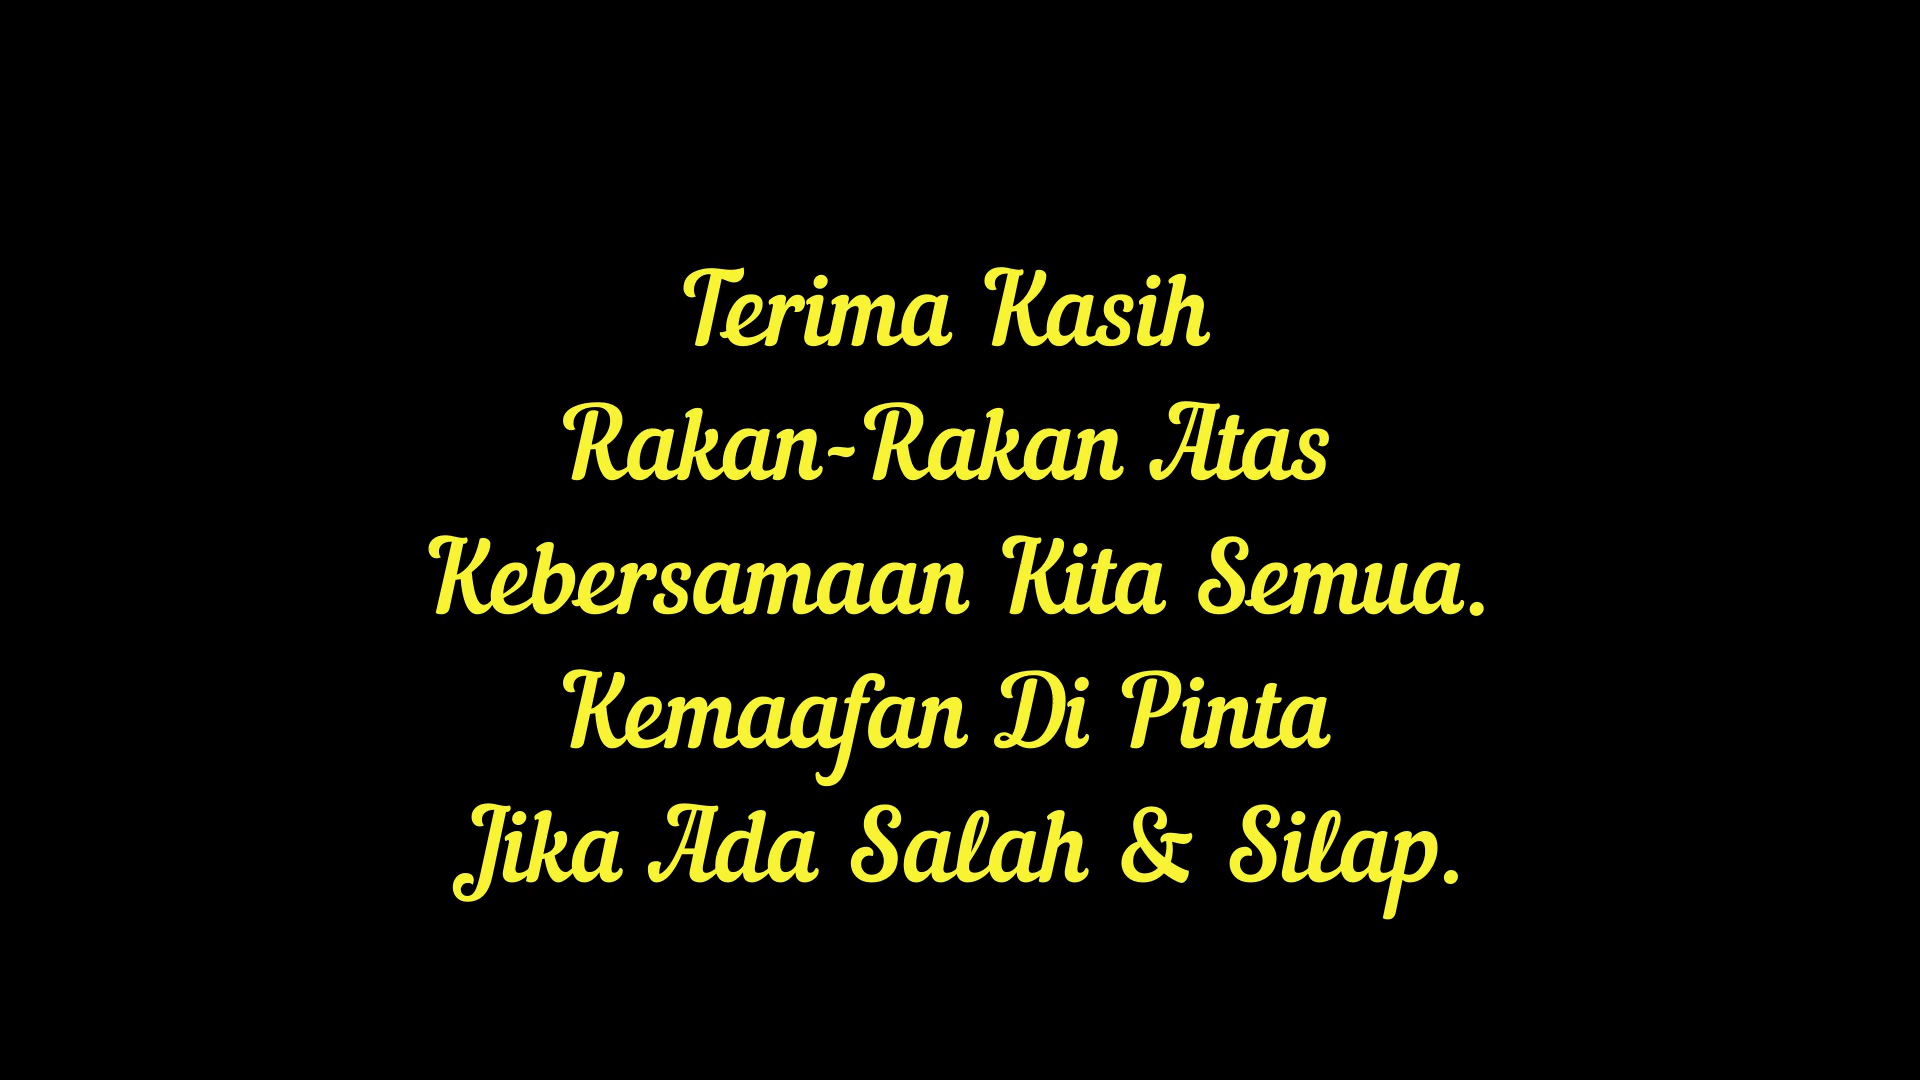 Terima Kasih
Rakan-Rakan Atas
Kebersamaan Kita Semua.
Kemaafan Di Pinta
Jika Ada Salah & Silap.